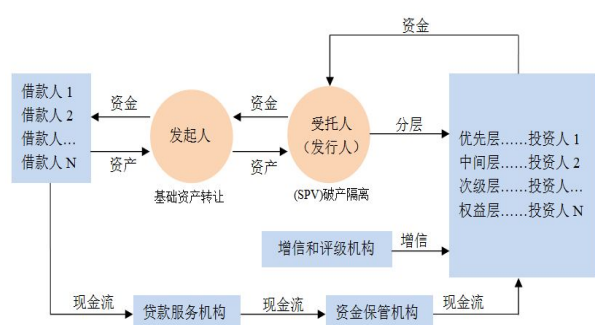 资金
借款人 1
借款人 2
借款人…
借款人 N
资金
资产
发起人
基础资产转让
资金
资产
受托人
（发行人）
(SPV)破产隔离
分层
优先层……投资人 1
中间层……投资人 2
次级层……投资人…
权益层……投资人 N
增信和评级机构
增信
现金流
贷款服务机构
现金流
资金保管机构
现金流